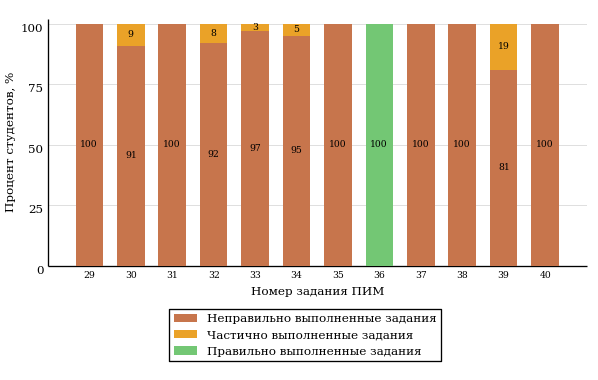 Процент студентов, %
100
75
50
25
0
100 91 9 100 92 8 97 3 95 5 100 100 100 100 81 19 100
29 30 31 32 33 34 35 36 37 38 39 40
Номер задания ПИМ
Неправильно выполненные задания
Частично выполненные задания
Правильно выполненные задания